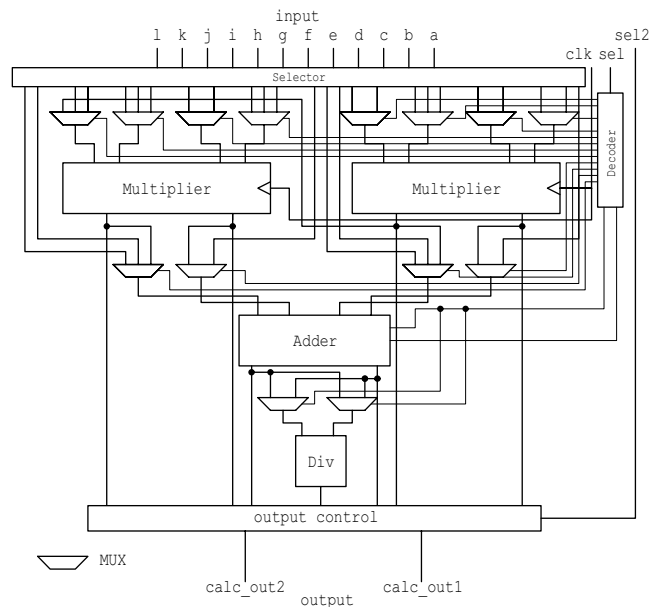 input
l k j i h g f e d c b a
sel2
clk sel
Selector
Decoder
Multiplier
Multiplier
Adder
Div
output control
MUX
calc_out2
calc_out1
output